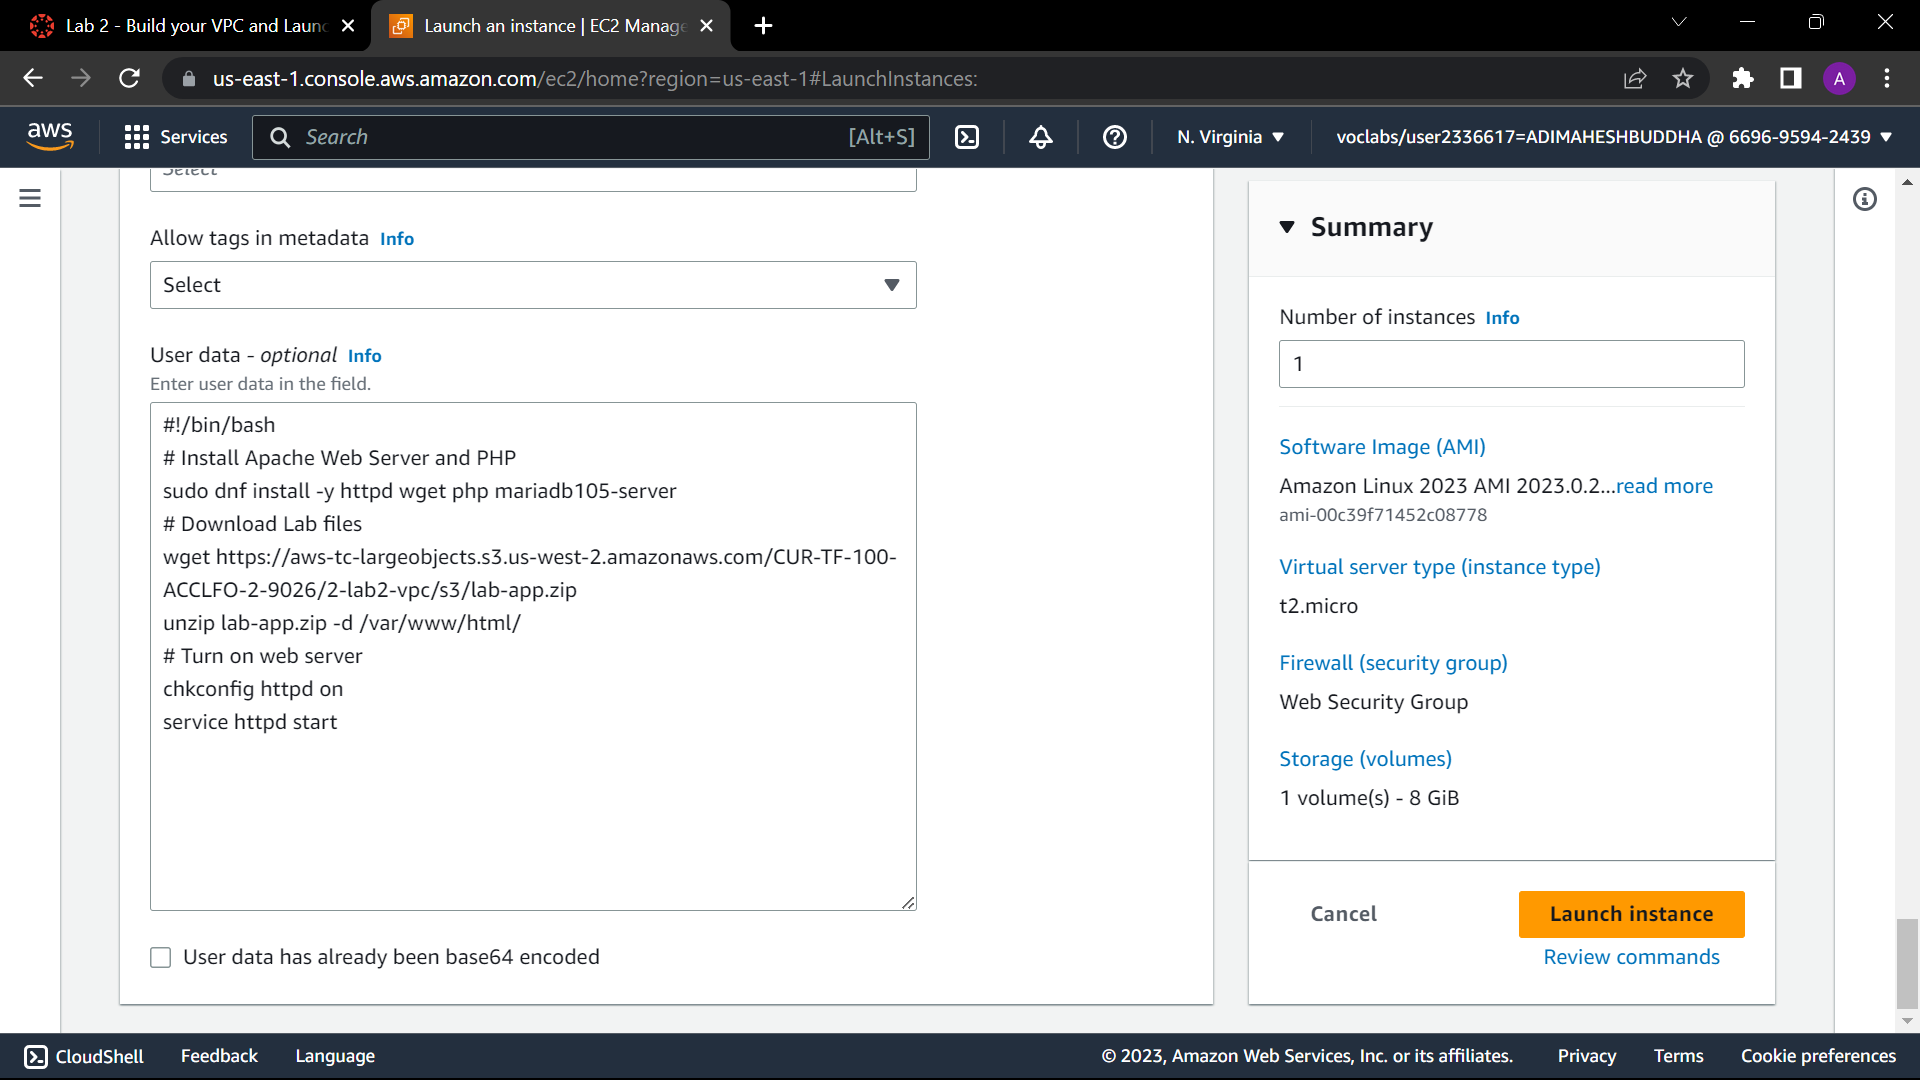 Lab 2 - Build your VPC and Laun
Launch an instance | EC2 Manage
us-east-1.console.aws.amazon.com/ec2/home?region=us-east-1#LaunchInstances:
A
aws
Services
Search
[Alt+S]
N. Virginia
voclabs/user2336617=ADIMAHESHBUDDHA @ 6696-9594-2439
Select
Allow tags in metadata Info
Select
User data - optional Info
Enter user data in the field.
#!/bin/bash
# Install Apache Web Server and PHP
sudo dnf install -y httpd wget php mariadb105-server
# Download Lab files
wget https://aws-tc-largeobjects.s3.us-west-2.amazonaws.com/CUR-TF-100-
ACCLFO-2-9026/2-lab2-vpc/s3/lab-app.zip
unzip lab-app.zip -d /var/www/html/
# Turn on web server
chkconfig httpd on
service httpd start
User data has already been base64 encoded
Summary
Number of instances Info
1
Software Image (AMI)
Amazon Linux 2023 AMI 2023.0.2...read more
ami-00c39f71452c08778
Virtual server type (instance type)
t2.micro
Firewall (security group)
Web Security Group
Storage (volumes)
1 volume(s) - 8 GiB
Cancel
Launch instance
Review commands
CloudShell
Feedback
Language
© 2023, Amazon Web Services, Inc. or its affiliates.
Privacy
Terms
Cookie preferences